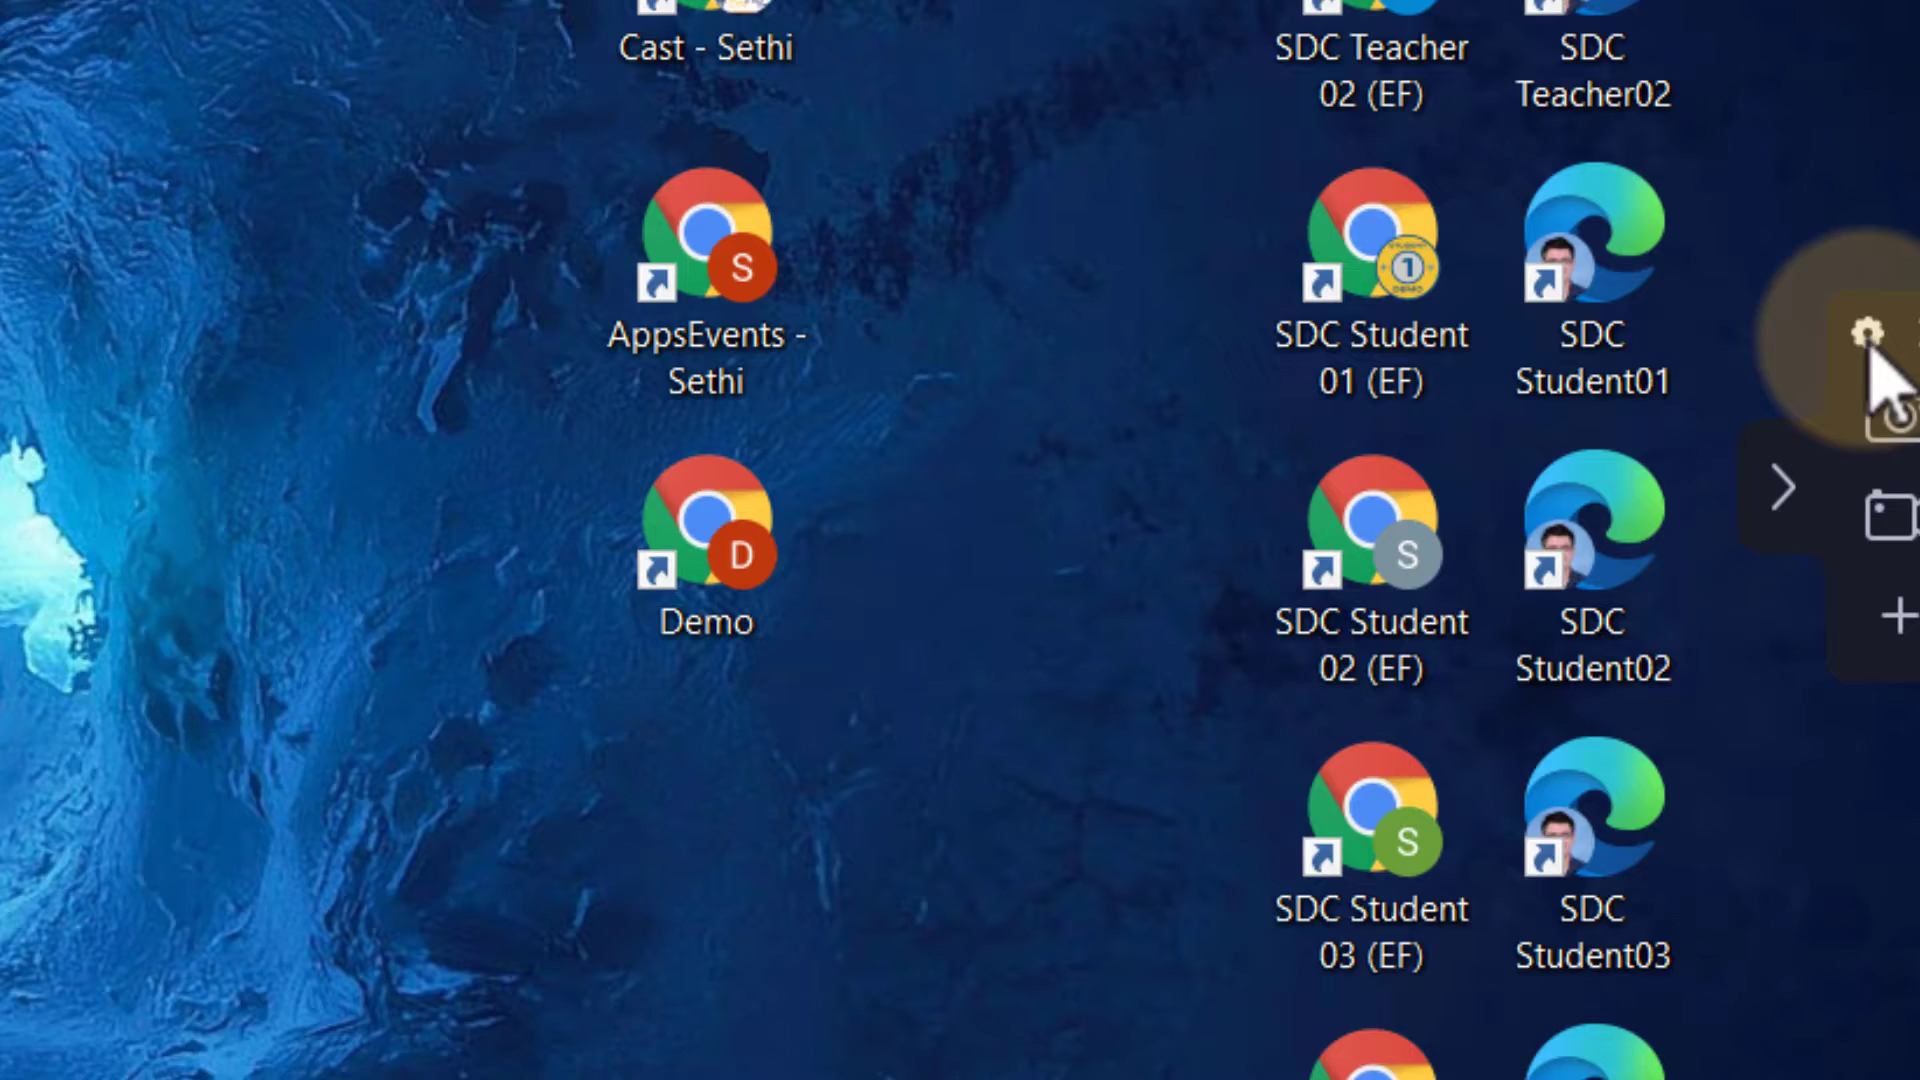 Cast - Sethi
SDC Teacher
02 (EF)
SDC
Teacher02
S
AppsEvents -
Sethi
1
SDC Student
01 (EF)
SDC
Student01
D
Demo
S
SDC Student
02 (EF)
SDC
Student02
S
SDC Student
03 (EF)
SDC
Student03